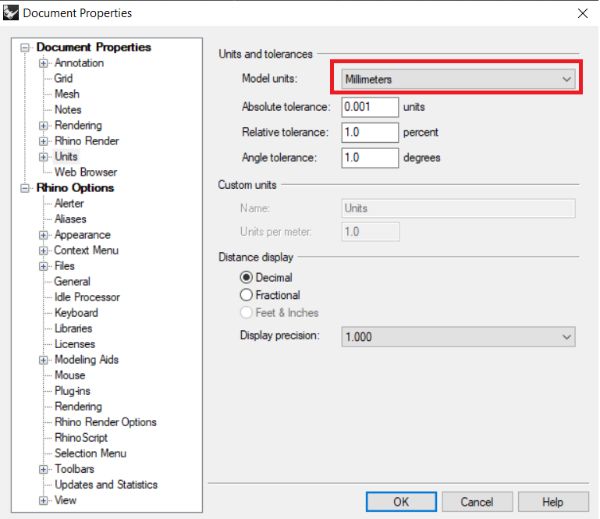 Document Properties
Document Properties
Annotation
Grid
Mesh
Notes
Rendering
Rhino Render
Units
Web Browser
Rhino Options
Alerter
Aliases
Appearance
Context Menu
Files
General
Idle Processor
Keyboard
Libraries
Licenses
Modeling Aids
Mouse
Plug-ins
Rendering
Rhino Render Options
RhinoScript
Selection Menu
Toolbars
Updates and Statistics
View
Units and tolerances
Model units: Millimeters
Absolute tolerance: 0.001 units
Relative tolerance: 1.0 percent
Angle tolerance: 1.0 degrees
Custom units
Name: Units
Units per meter: 1.0
Distance display
Decimal
Fractional
Feet & Inches
Display precision: 1.000
OK Cancel Help